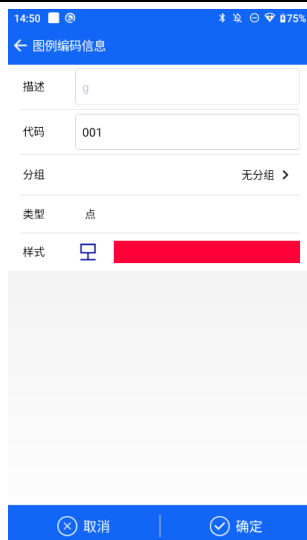 14:50 75%
图例编码信息
描述 g
代码 001
分组 无分组
类型 点
样式
取消 确定